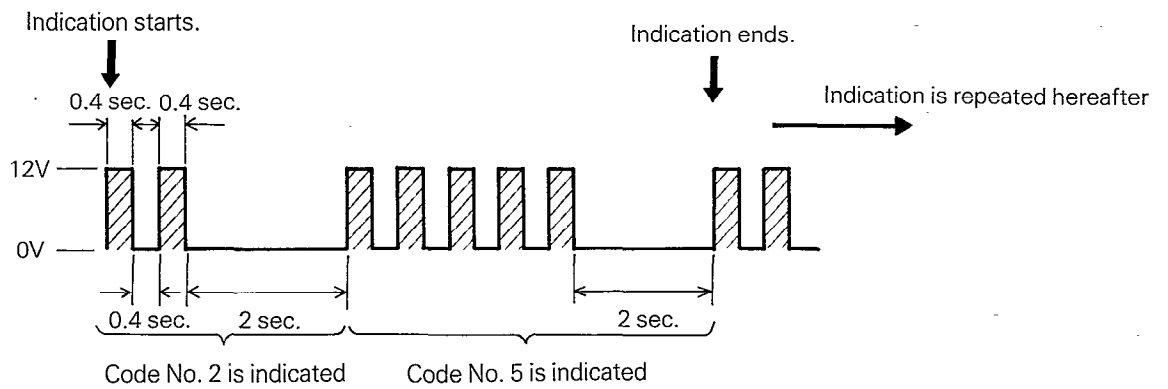 Indication starts.
Indication ends.
0.4 sec. 0.4 sec.
Indication is repeated hereafter
12V
0V
0.4 sec. 2 sec. 2 sec.
Code No. 2 is indicated Code No. 5 is indicated